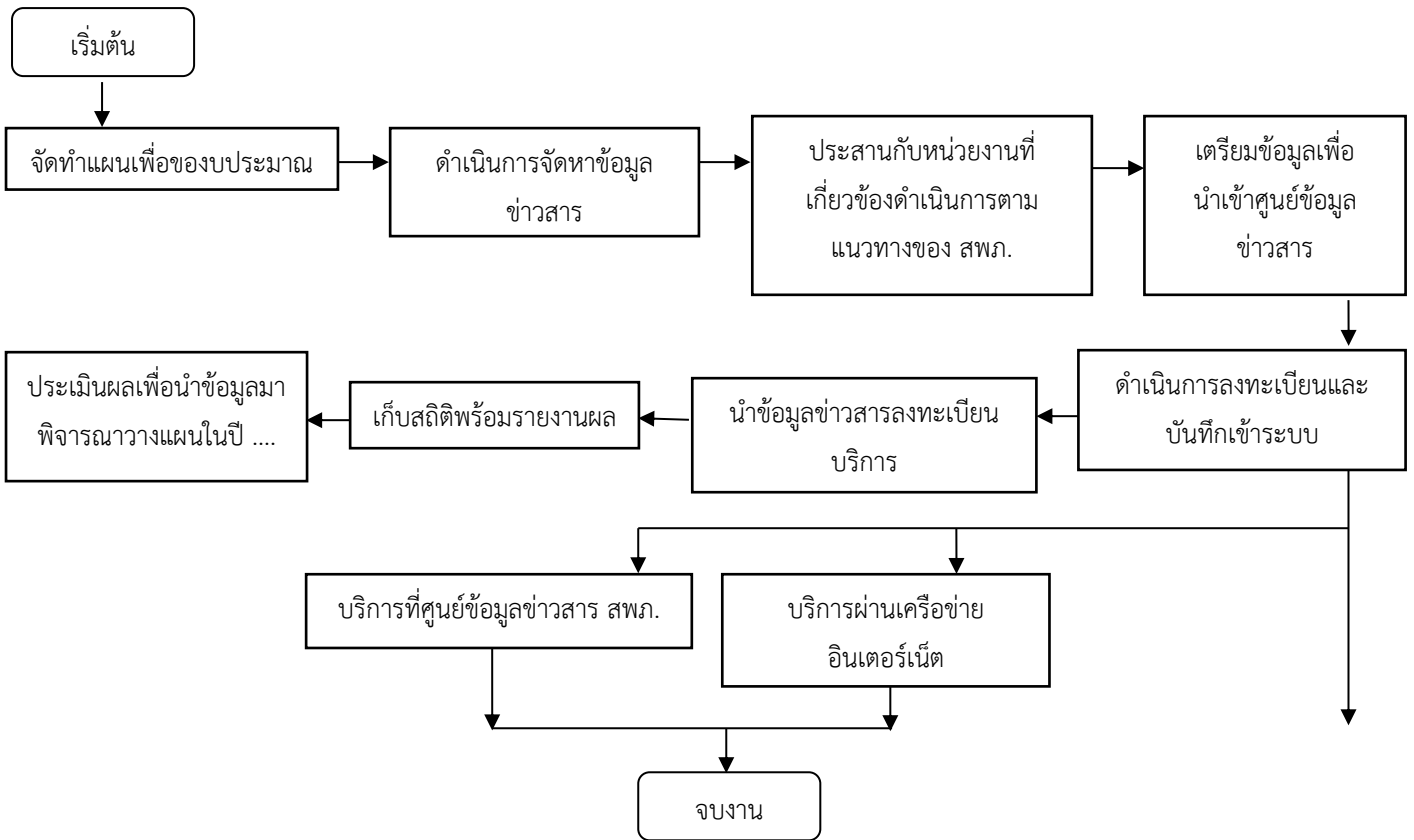 เริ่มต้น
จัดทำแผนเพื่อของบประมาณ
ดำเนินการจัดหาข้อมูล
ข่าวสาร
ประสานกับหน่วยงานที่
เกี่ยวข้องดำเนินการตาม
แนวทางของ สพภ.
เตรียมข้อมูลเพื่อ
นำเข้าศูนย์ข้อมูล
ข่าวสาร
ดำเนินการลงทะเบียนและ
บันทึกเข้าระบบ
นำข้อมูลข่าวสารลงทะเบียน
บริการ
เก็บสถิติพร้อมรายงานผล
ประเมินผลเพื่อนำข้อมูลมา
พิจารณาวางแผนในปี ....
บริการที่ศูนย์ข้อมูลข่าวสาร สพภ.
บริการผ่านเครือข่าย
อินเตอร์เน็ต
จบงาน